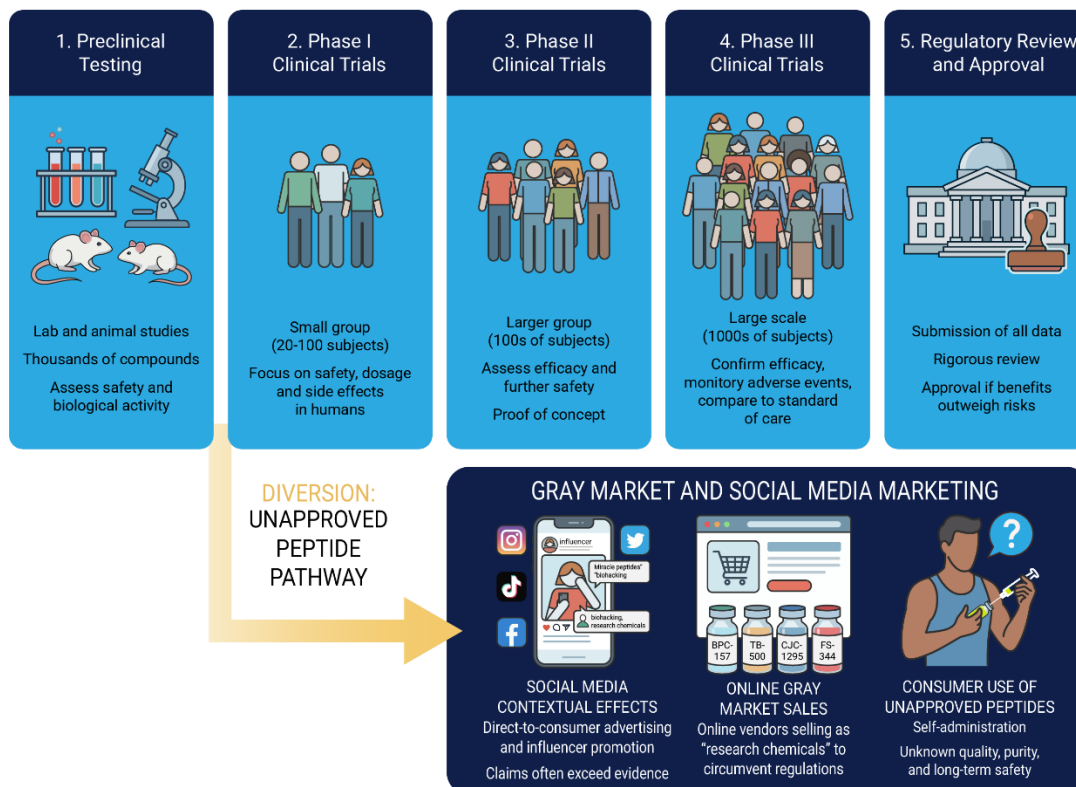 1. Preclinical
Testing
Lab and animal studies
Thousands of compounds
Assess safety and
biological activity
2. Phase I
Clinical Trials
Small group
(20-100 subjects)
Focus on safety, dosage
and side effects
in humans
3. Phase II
Clinical Trials
Larger group
(100s of subjects)
Assess efficacy and
further safety
Proof of concept
4. Phase III
Clinical Trials
Large scale
(1000s of subjects)
Confirm efficacy,
monitory adverse events,
compare to standard
of care
5. Regulatory Review
and Approval
Submission of all data
Rigorous review
Approval if benefits
outweigh risks
DIVERSION:
UNAPPROVED
PEPTIDE
PATHWAY
GRAY MARKET AND SOCIAL MEDIA MARKETING
influencer
Miracle peptides"
"biohacking
biohacking,
research chemicals
SOCIAL MEDIA
CONTEXTUAL EFFECTS
Direct-to-consumer advertising
and influencer promotion
Claims often exceed evidence
BPC-
157
TB-
500
CJC-
1295
FS-
344
ONLINE GRAY
MARKET SALES
Online vendors selling as
“research chemicals” to
circumvent regulations
?
CONSUMER USE OF
UNAPPROVED PEPTIDES
Self-administration
Unknown quality, purity,
and long-term safety